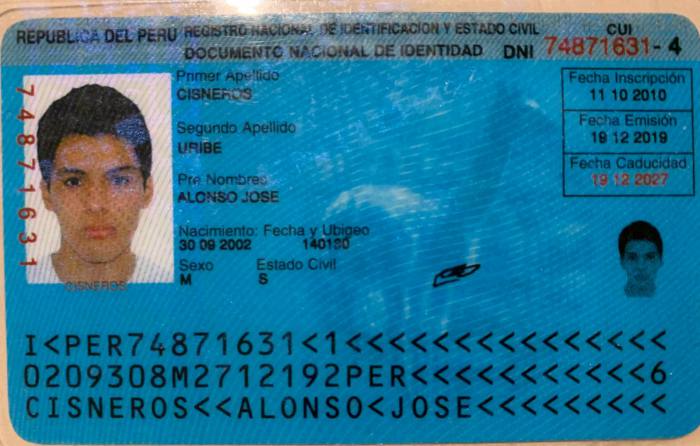 REPUBLICA DEL PERU REGISTRO NACIONAL DE IDENTIFICACION Y ESTADO CIVIL
DOCUMENTO NACIONAL DE IDENTIDAD DNI
CUI
74871631 - 4
Primer Apellido
CISNEROS
Segundo Apellido
URIBE
Pre Nombres
ALONSO JOSE
Nacimiento: Fecha y Ubigeo
30 09 2002 140130
Sexo Estado Civil
M S
Fecha Inscripción
11 10 2010
Fecha Emisión
19 12 2019
Fecha Caducidad
19 12 2027
74871631
CISNEROS
I<PER74871631<1<<<<<<<<<<<<<<<
0209308M2712192PER<<<<<<<<<<<6
CISNEROS<<ALONSO<JOSE<<<<<<<<<